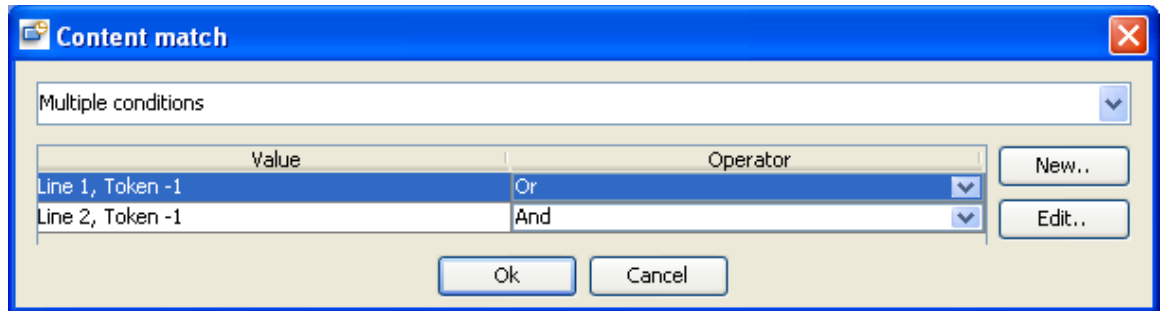 Content match
Multiple conditions
Value Operator
New..
Line 1, Token -1 Or
Line 2, Token -1 And
Edit..
Ok Cancel